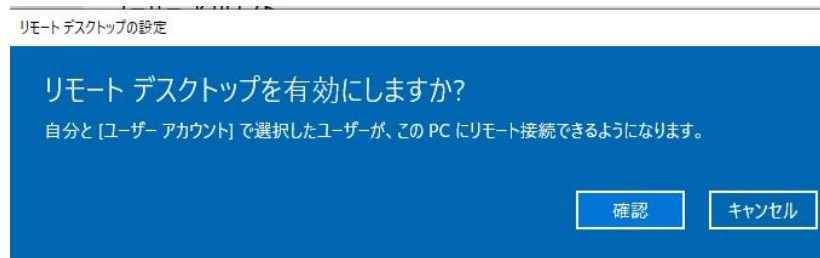 リモート デスクトップの設定
リモート デスクトップを有効にしますか?
自分と [ユーザー アカウント] で選択したユーザーが、この PC にリモート接続できるようになります。
確認
キャンセル